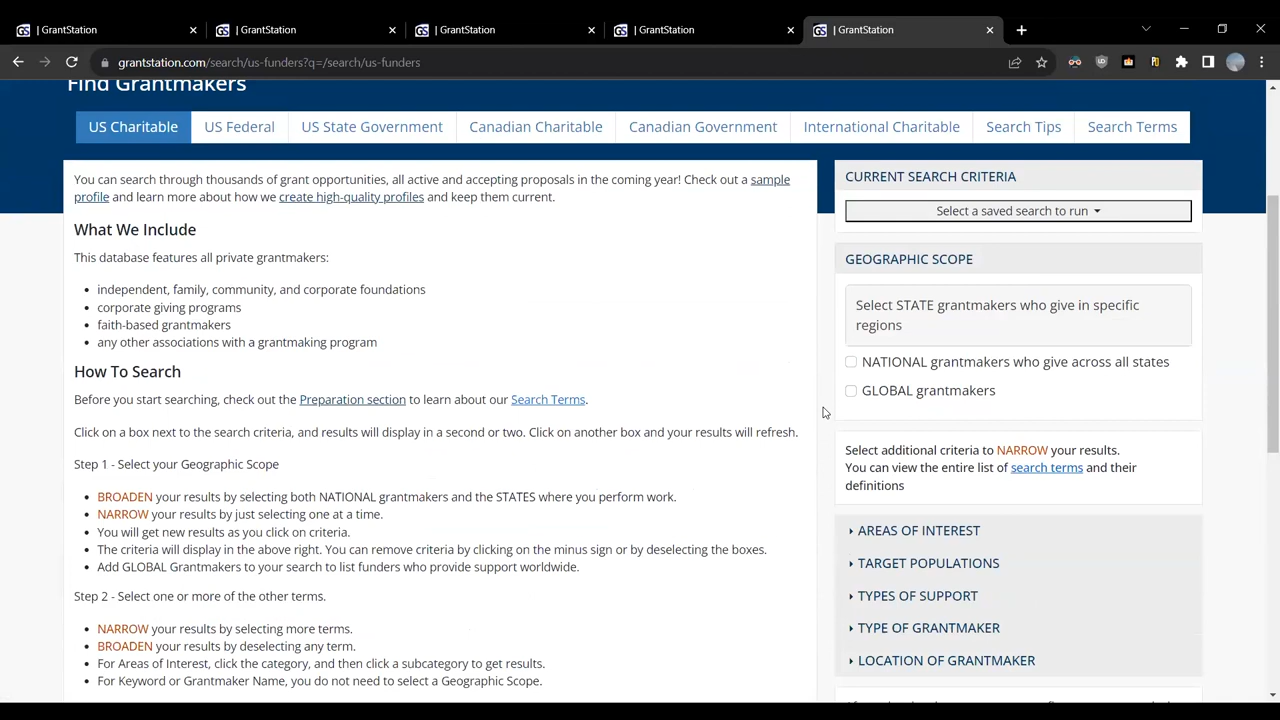 | GrantStation
| GrantStation
| GrantStation
| GrantStation
| GrantStation
grantstation.com/search/us-funders?q=/search/us-funders
Find Grantmakers
US Charitable
US Federal
US State Government
Canadian Charitable
Canadian Government
International Charitable
Search Tips
Search Terms
You can search through thousands of grant opportunities, all active and accepting proposals in the coming year! Check out a sample
profile and learn more about how we create high-quality profiles and keep them current.
What We Include
This database features all private grantmakers:
• independent, family, community, and corporate foundations
• corporate giving programs
• faith-based grantmakers
• any other associations with a grantmaking program
How To Search
Before you start searching, check out the Preparation section to learn about our Search Terms.
Click on a box next to the search criteria, and results will display in a second or two. Click on another box and your results will refresh.
Step 1 - Select your Geographic Scope
• BROADEN your results by selecting both NATIONAL grantmakers and the STATES where you perform work.
• NARROW your results by just selecting one at a time.
• You will get new results as you click on criteria.
• The criteria will display in the above right. You can remove criteria by clicking on the minus sign or by deselecting the boxes.
• Add GLOBAL Grantmakers to your search to list funders who provide support worldwide.
Step 2 - Select one or more of the other terms.
• NARROW your results by selecting more terms.
• BROADEN your results by deselecting any term.
• For Areas of Interest, click the category, and then click a subcategory to get results.
• For Keyword or Grantmaker Name, you do not need to select a Geographic Scope.
CURRENT SEARCH CRITERIA
Select a saved search to run
GEOGRAPHIC SCOPE
Select STATE grantmakers who give in specific
regions
NATIONAL grantmakers who give across all states
GLOBAL grantmakers
Select additional criteria to NARROW your results.
You can view the entire list of search terms and their
definitions
AREAS OF INTEREST
TARGET POPULATIONS
TYPES OF SUPPORT
TYPE OF GRANTMAKER
LOCATION OF GRANTMAKER